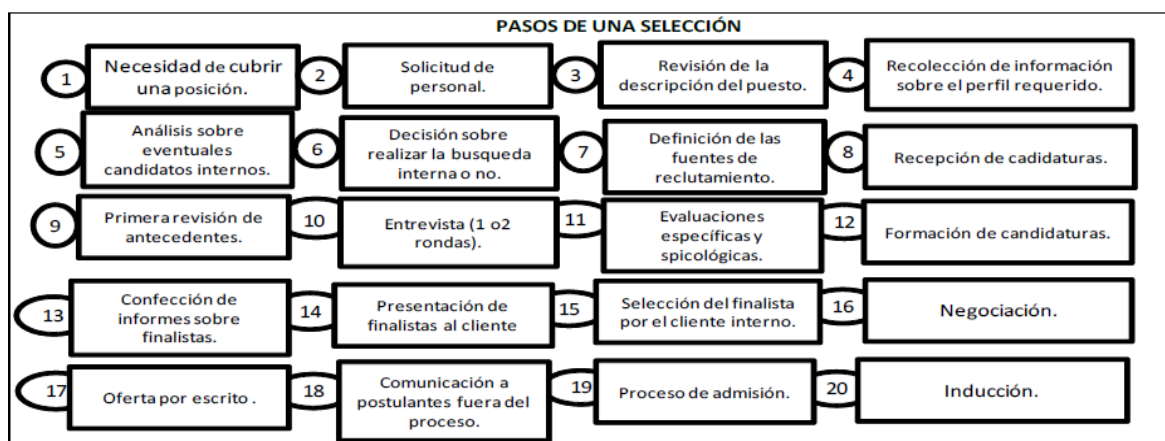 PASOS DE UNA SELECCIÓN
1
Necesidad de cubrir
una posición.
2
Solicitud de
personal.
3
Revisión de la
descripción del puesto.
4
Recolección de información
sobre el perfil requerido.
5
Análisis sobre
eventuales
candidatos internos.
6
Decisión sobre
realizar la busqueda
interna o no.
7
Definición de las
fuentes de
reclutamiento.
8
Recepción de cadidaturas.
9
Primera revisión de
antecedentes.
10
Entrevista (1 o2
rondas).
11
Evaluaciones
específicas y
spicológicas.
12
Formación de candidaturas.
13
Confección de
informes sobre
finalistas.
14
Presentación de
finalistas al cliente
15
Selección del finalista
por el cliente interno.
16
Negociación.
17
Oferta por escrito .
18
Comunicación a
postulantes fuera del
proceso.
19
Proceso de admisión.
20
Inducción.